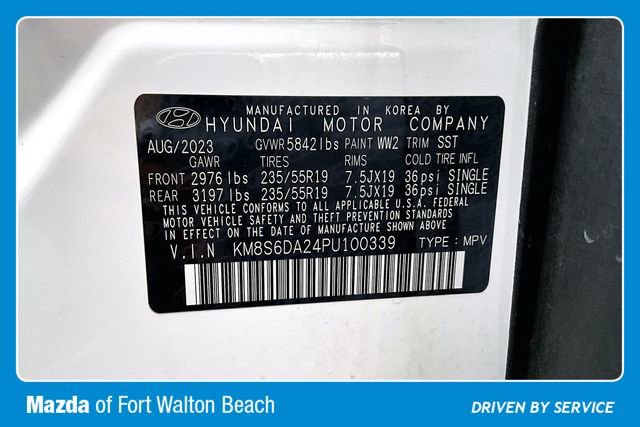 MANUFACTURED IN KOREA BY
HYUNDAI MOTOR COMPANY
AUG/2023 GVWR 5842 lbs PAINT WW2 TRIM SST
GAWR TIRES RIMS COLD TIRE INFL
FRONT 2976 lbs 235/55R19 7.5JX19 36psi SINGLE
REAR 3197 lbs 235/55R19 7.5JX19 36psi SINGLE
THIS VEHICLE CONFORMS TO ALL APPLICABLE U.S.A. FEDERAL
MOTOR VEHICLE SAFETY AND THEFT PREVENTION STANDARDS
IN EFFECT ON THE DATE OF MANUFACTURE SHOWN ABOVE.
V.I.N KM8S6DA24PU100339 TYPE : MPV
Mazda of Fort Walton Beach DRIVEN BY SERVICE